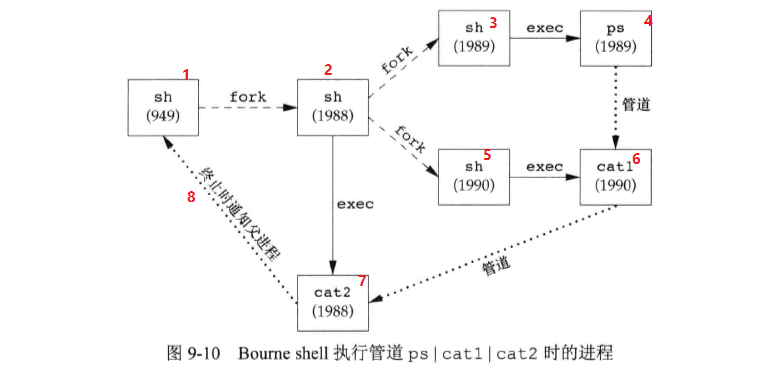 sh 3
(1989)
exec
ps 4
(1989)
fork
1
sh
(949)
fork
2
sh
(1988)
管道
fork
sh 5
(1990)
exec
cat1 6
(1990)
8
终止时通知父进程
exec
管道
cat2 7
(1988)
图 9-10 Bourne shell 执行管道 ps|cat1|cat2 时的进程